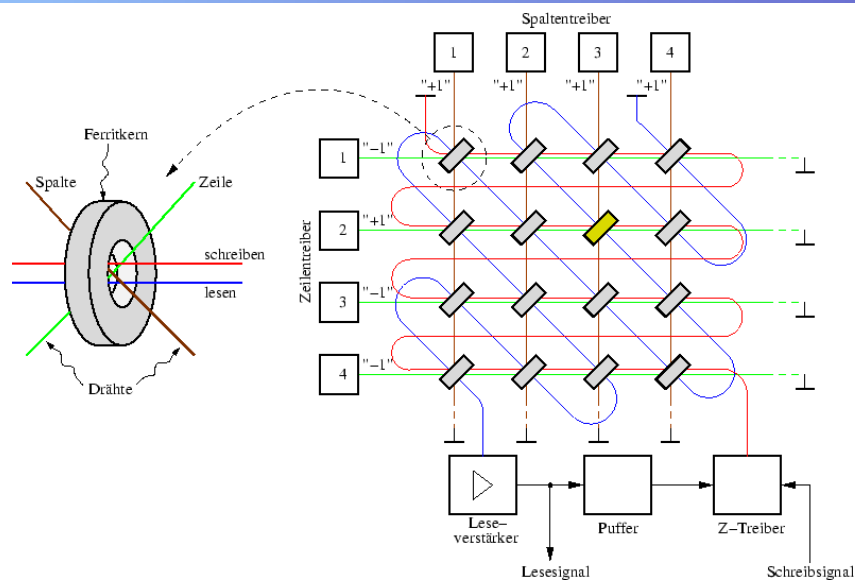 Spaltentreiber
1 2 3 4
"+1" "+1" "+1" "+1"
Ferritkern
Spalte
Zeile
schreiben
lesen
Drähte
Zeilentreiber
1 "−1"
2 "+1"
3 "−1"
4 "−1"
Lese−
verstärker
Puffer
Z−Treiber
Lesesignal
Schreibsignal